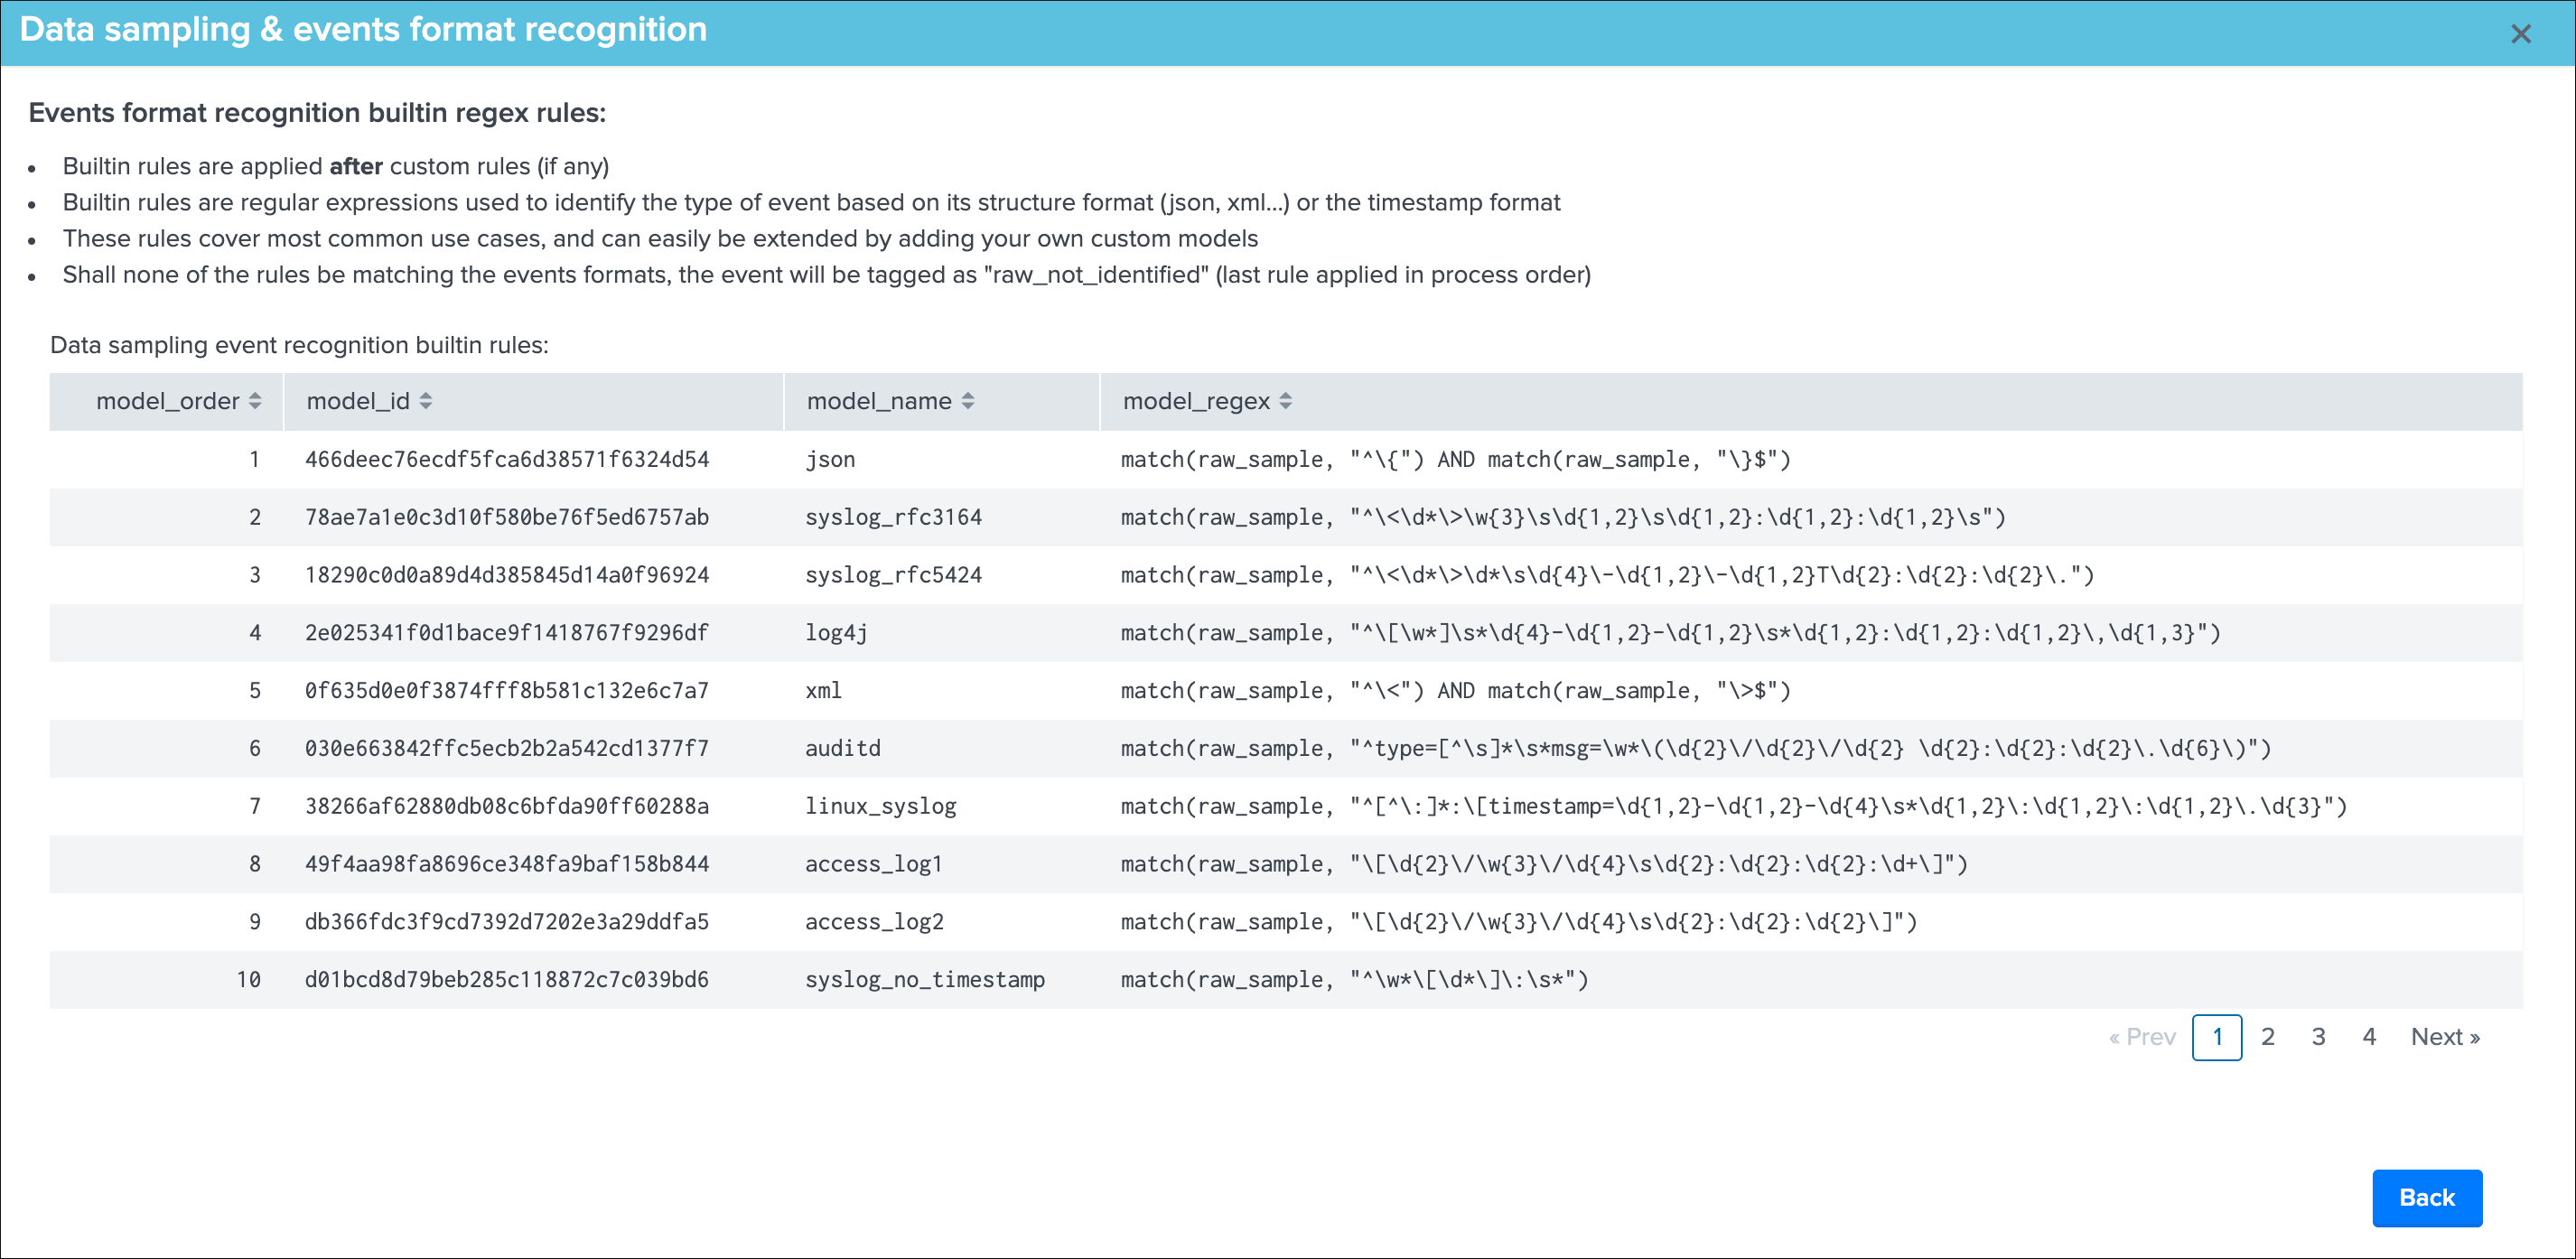 Data sampling & events format recognition
Events format recognition builtin regex rules:
• Builtin rules are applied after custom rules (if any)
• Builtin rules are regular expressions used to identify the type of event based on its structure format (json, xml...) or the timestamp format
• These rules cover most common use cases, and can easily be extended by adding your own custom models
• Shall none of the rules be matching the events formats, the event will be tagged as "raw_not_identified" (last rule applied in process order)
Data sampling event recognition builtin rules:
model_order model_id model_name model_regex
1 466deec76ecdf5fca6d38571f6324d54 json match(raw_sample, "^\{") AND match(raw_sample, "\}$")
2 78ae7a1e0c3d10f580be76f5ed6757ab syslog_rfc3164 match(raw_sample, "^\<\d*\>\w{3}\s\d{1,2}\s\d{1,2}:\d{1,2}:\d{1,2}\s")
3 18290c0d0a89d4d385845d14a0f96924 syslog_rfc5424 match(raw_sample, "^\<\d*\>\d*\s\d{4}\-\d{1,2}\-\d{1,2}T\d{2}:\d{2}:\d{2}\.")
4 2e025341f0d1bace9f1418767f9296df log4j match(raw_sample, "^\[\w*]\s*\d{4}-\d{1,2}-\d{1,2}\s*\d{1,2}:\d{1,2}:\d{1,2}\,\d{1,3}")
5 0f635d0e0f3874fff8b581c132e6c7a7 xml match(raw_sample, "^\<") AND match(raw_sample, "\>$")
6 030e663842ffc5ecb2b2a542cd1377f7 auditd match(raw_sample, "^type=[^\s]*\s*msg=\w*\(\d{2}\/\d{2}\/\d{2} \d{2}:\d{2}:\d{2}\.\d{6}\)")
7 38266af62880db08c6bfda90ff60288a linux_syslog match(raw_sample, "^[^\:]*:\[timestamp=\d{1,2}-\d{1,2}-\d{4}\s*\d{1,2}\:\d{1,2}\:\d{1,2}\.\d{3}")
8 49f4aa98fa8696ce348fa9baf158b844 access_log1 match(raw_sample, "\[\d{2}\/\w{3}\/\d{4}\s\d{2}:\d{2}:\d{2}:\d+\]")
9 db366fdc3f9cd7392d7202e3a29ddfa5 access_log2 match(raw_sample, "\[\d{2}\/\w{3}\/\d{4}\s\d{2}:\d{2}:\d{2}\]")
10 d01bcd8d79beb285c118872c7c039bd6 syslog_no_timestamp match(raw_sample, "^\w*\[\d*\]\:\s*")
« Prev 1 2 3 4 Next »
Back